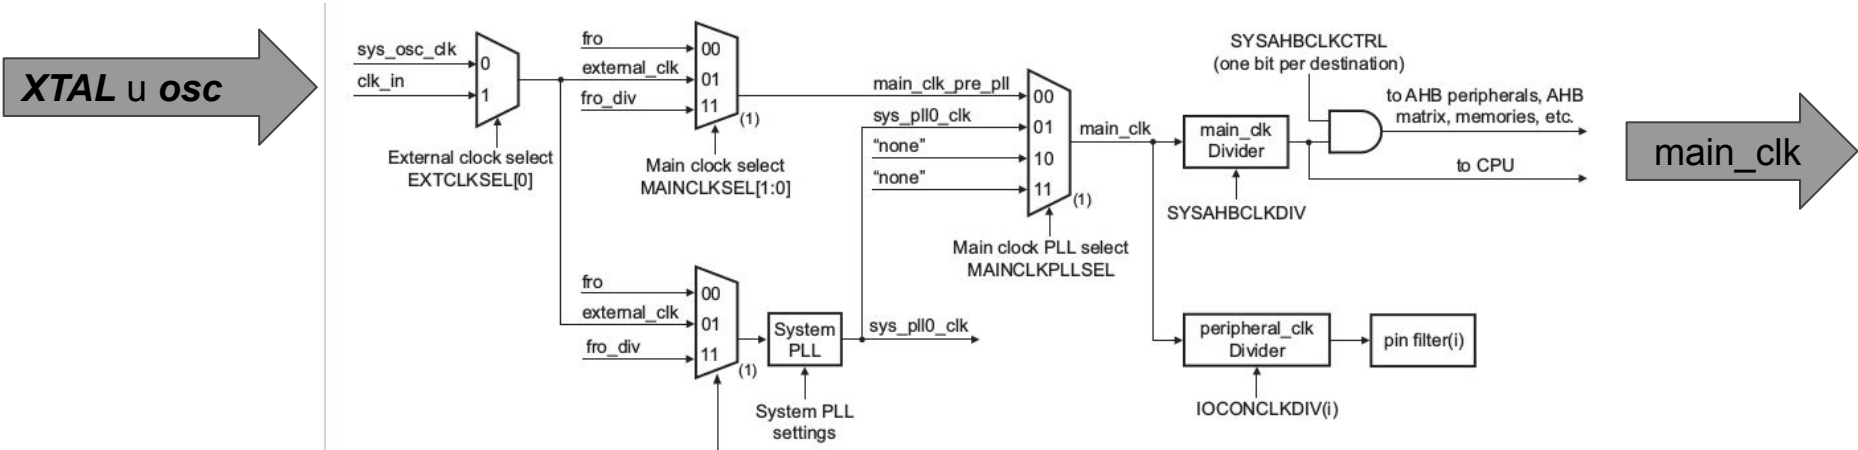 XTAL u osc
sys_osc_clk
clk_in
0
1
External clock select
EXTCLKSEL[0]
fro
external_clk
fro_div
00
01
11
(1)
Main clock select
MAINCLKSEL[1:0]
main_clk_pre_pll
sys_pll0_clk
“none”
“none”
00
01
10
11
(1)
Main clock PLL select
MAINCLKPLLSEL
main_clk
main_clk
Divider
SYSAHBCLKDIV
SYSAHBCLKCTRL
(one bit per destination)
to AHB peripherals, AHB
matrix, memories, etc.
to CPU
main_clk
fro
external_clk
fro_div
00
01
11
(1)
System
PLL
sys_pll0_clk
System PLL
settings
peripheral_clk
Divider
pin filter(i)
IOCONCLKDIV(i)